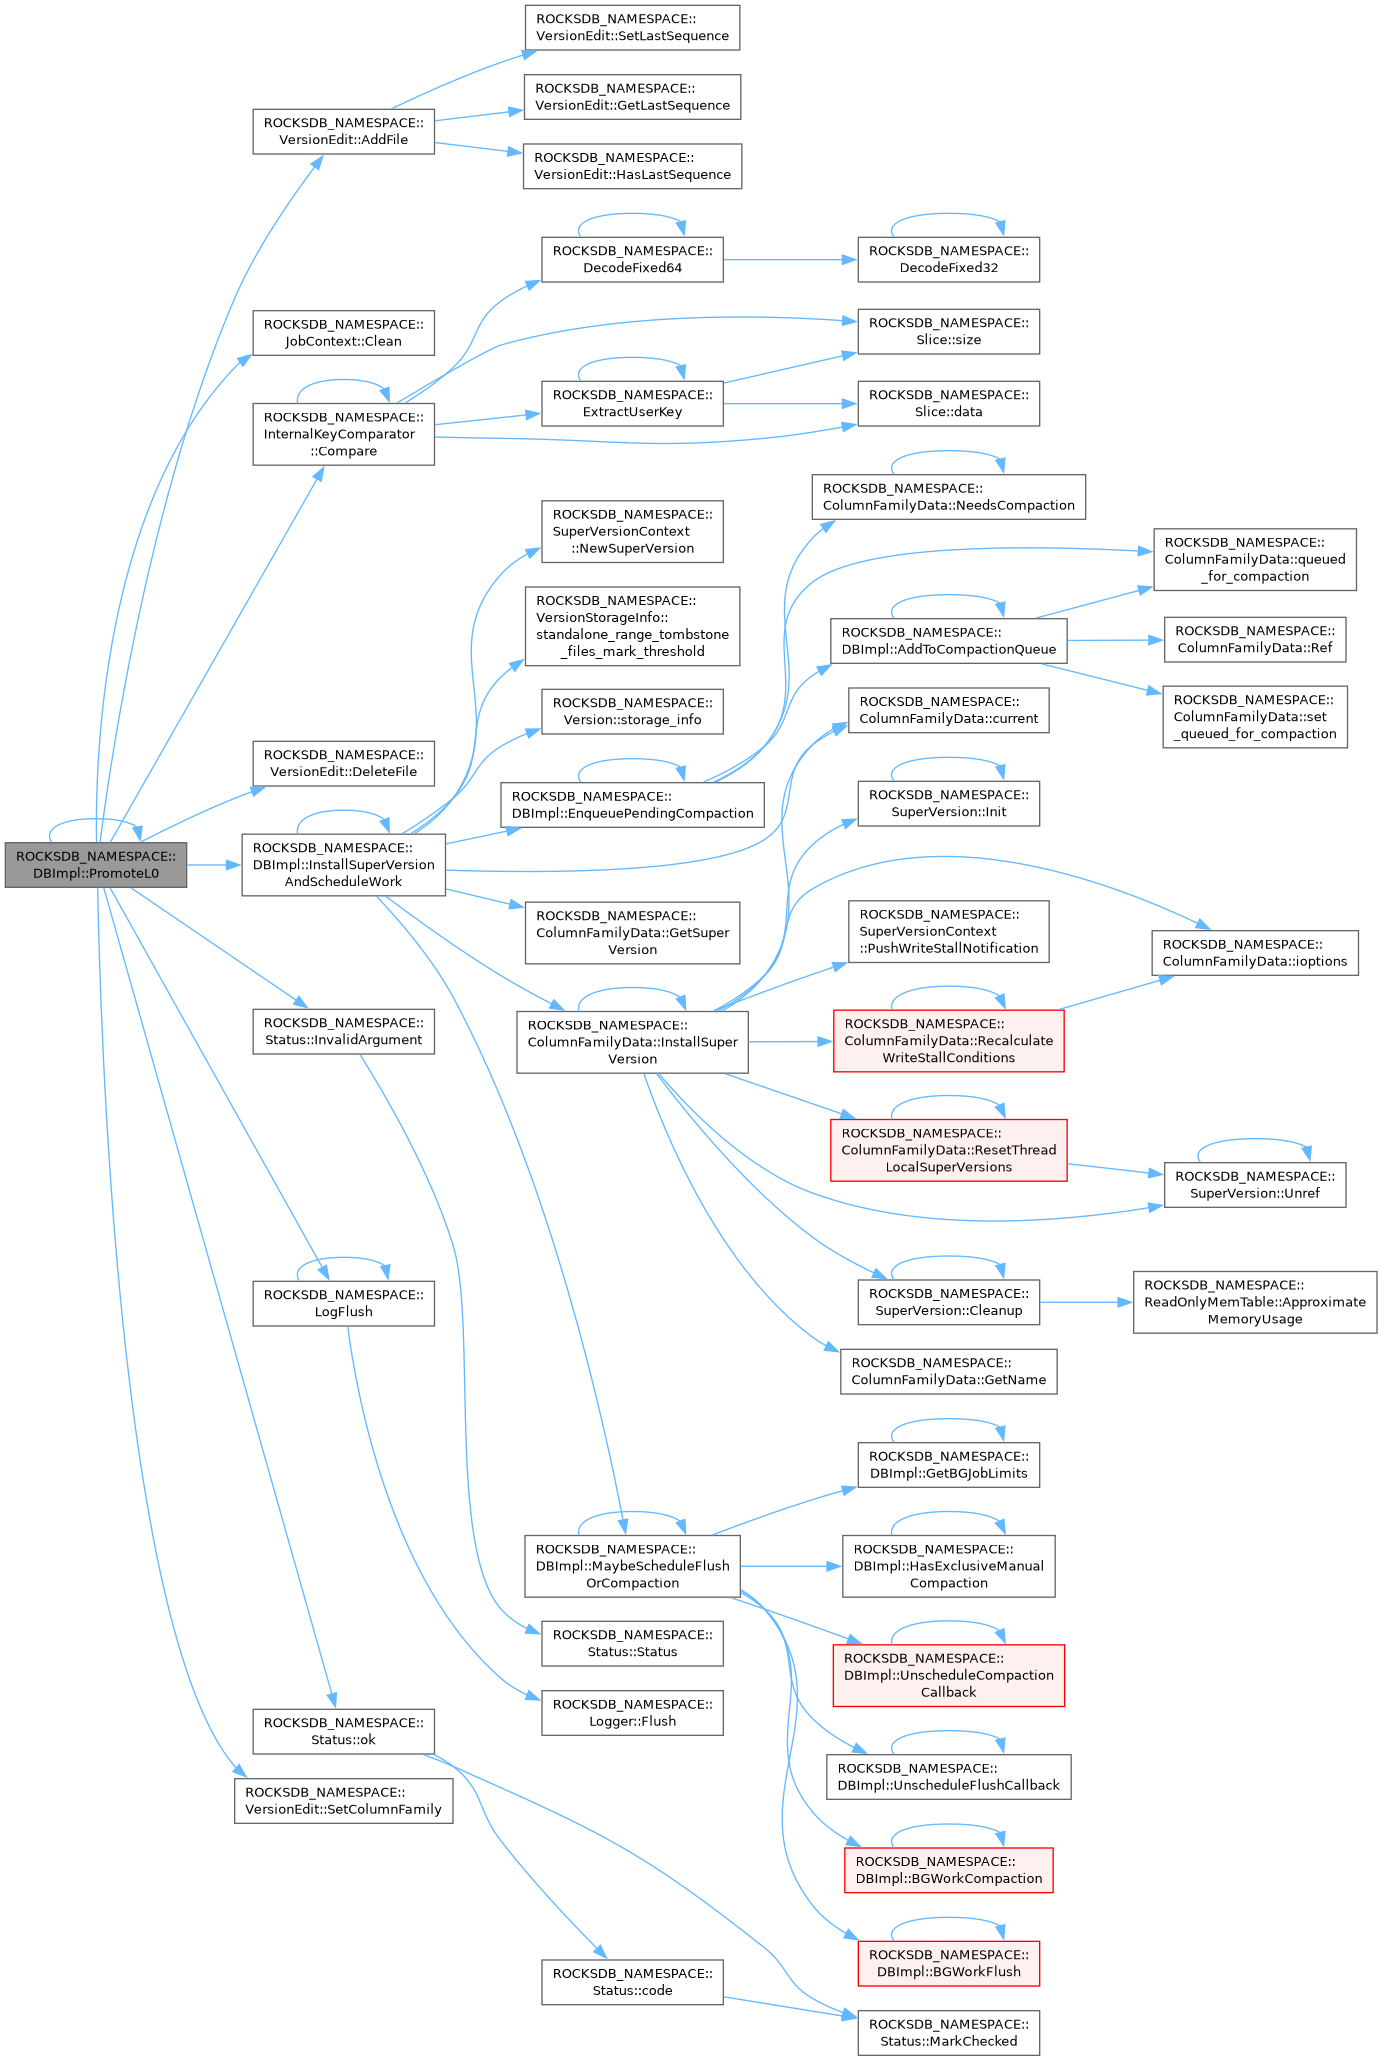 ROCKSDB_NAMESPACE::
DBImpl::PromoteL0
ROCKSDB_NAMESPACE::
VersionEdit::AddFile
ROCKSDB_NAMESPACE::
VersionEdit::SetLastSequence
ROCKSDB_NAMESPACE::
VersionEdit::GetLastSequence
ROCKSDB_NAMESPACE::
VersionEdit::HasLastSequence
ROCKSDB_NAMESPACE::
JobContext::Clean
ROCKSDB_NAMESPACE::
InternalKeyComparator
::Compare
ROCKSDB_NAMESPACE::
DecodeFixed64
ROCKSDB_NAMESPACE::
DecodeFixed32
ROCKSDB_NAMESPACE::
ExtractUserKey
ROCKSDB_NAMESPACE::
Slice::size
ROCKSDB_NAMESPACE::
Slice::data
ROCKSDB_NAMESPACE::
VersionEdit::DeleteFile
ROCKSDB_NAMESPACE::
DBImpl::InstallSuperVersion
AndScheduleWork
ROCKSDB_NAMESPACE::
SuperVersionContext
::NewSuperVersion
ROCKSDB_NAMESPACE::
VersionStorageInfo::
standalone_range_tombstone
_files_mark_threshold
ROCKSDB_NAMESPACE::
Version::storage_info
ROCKSDB_NAMESPACE::
DBImpl::EnqueuePendingCompaction
ROCKSDB_NAMESPACE::
ColumnFamilyData::NeedsCompaction
ROCKSDB_NAMESPACE::
DBImpl::AddToCompactionQueue
ROCKSDB_NAMESPACE::
ColumnFamilyData::queued
_for_compaction
ROCKSDB_NAMESPACE::
ColumnFamilyData::Ref
ROCKSDB_NAMESPACE::
ColumnFamilyData::set
_queued_for_compaction
ROCKSDB_NAMESPACE::
ColumnFamilyData::current
ROCKSDB_NAMESPACE::
ColumnFamilyData::GetSuper
Version
ROCKSDB_NAMESPACE::
ColumnFamilyData::InstallSuper
Version
ROCKSDB_NAMESPACE::
SuperVersion::Init
ROCKSDB_NAMESPACE::
SuperVersionContext
::PushWriteStallNotification
ROCKSDB_NAMESPACE::
ColumnFamilyData::ioptions
ROCKSDB_NAMESPACE::
ColumnFamilyData::Recalculate
WriteStallConditions
ROCKSDB_NAMESPACE::
ColumnFamilyData::ResetThread
LocalSuperVersions
ROCKSDB_NAMESPACE::
SuperVersion::Unref
ROCKSDB_NAMESPACE::
SuperVersion::Cleanup
ROCKSDB_NAMESPACE::
ReadOnlyMemTable::Approximate
MemoryUsage
ROCKSDB_NAMESPACE::
ColumnFamilyData::GetName
ROCKSDB_NAMESPACE::
DBImpl::MaybeScheduleFlush
OrCompaction
ROCKSDB_NAMESPACE::
DBImpl::GetBGJobLimits
ROCKSDB_NAMESPACE::
DBImpl::HasExclusiveManual
Compaction
ROCKSDB_NAMESPACE::
DBImpl::UnscheduleCompaction
Callback
ROCKSDB_NAMESPACE::
DBImpl::UnscheduleFlushCallback
ROCKSDB_NAMESPACE::
DBImpl::BGWorkCompaction
ROCKSDB_NAMESPACE::
DBImpl::BGWorkFlush
ROCKSDB_NAMESPACE::
Status::InvalidArgument
ROCKSDB_NAMESPACE::
Status::Status
ROCKSDB_NAMESPACE::
LogFlush
ROCKSDB_NAMESPACE::
Logger::Flush
ROCKSDB_NAMESPACE::
Status::ok
ROCKSDB_NAMESPACE::
VersionEdit::SetColumnFamily
ROCKSDB_NAMESPACE::
Status::code
ROCKSDB_NAMESPACE::
Status::MarkChecked